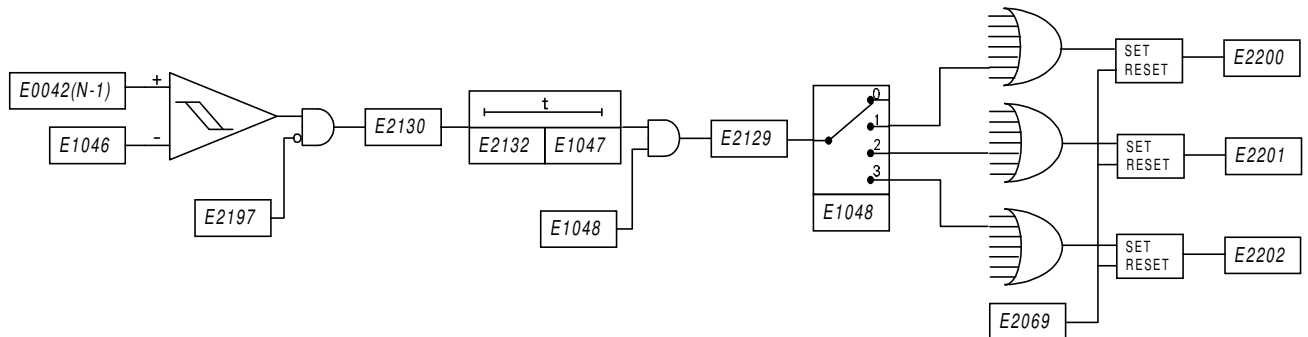 E0042(N-1)
+
E1046
-
E2197
E2130
t
E2132
E1047
E1048
E2129
0
1
2
3
E1048
SET
RESET
E2200
SET
RESET
E2201
SET
RESET
E2202
E2069